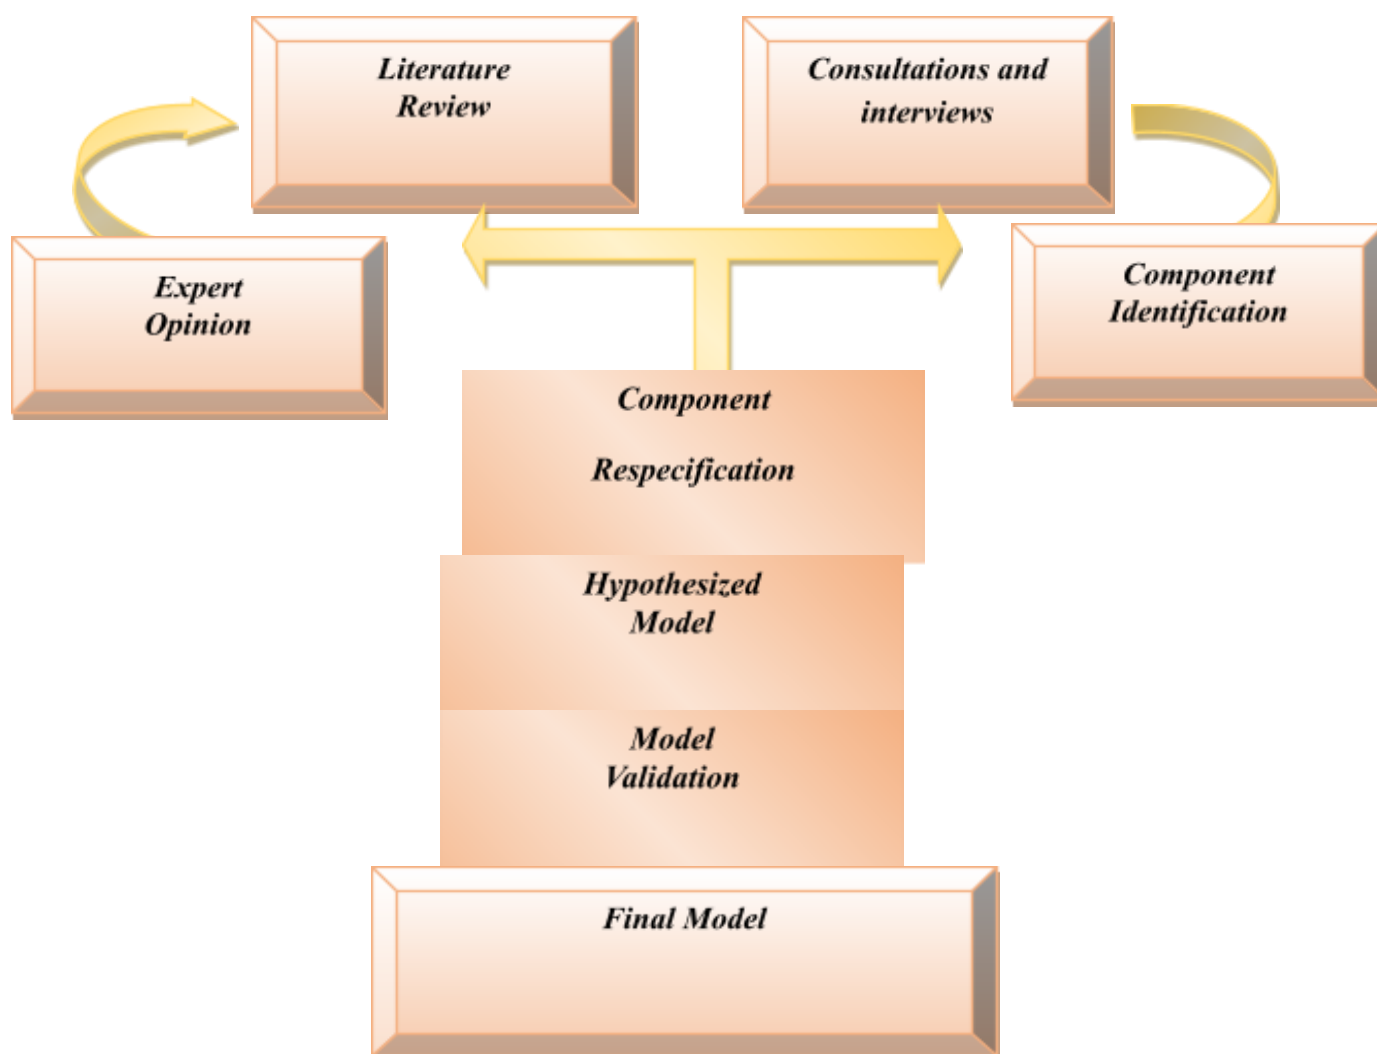 Literature
Review
Consultations and
interviews
Expert
Opinion
Component
Identification
Component
Respecification
Hypothesized
Model
Model
Validation
Final Model